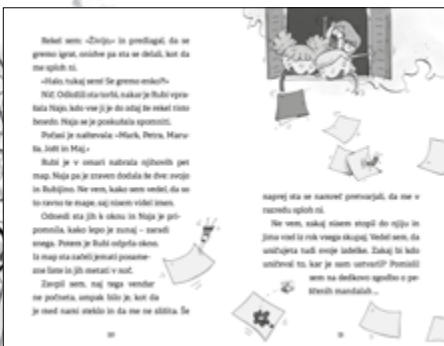 Rekel sem: «Živijo» in predlagal, da se
gremo igrat, onidve pa sta se delali, kot da
me sploh ni.
«Halo, tukaj sem! Se gremo enko?!»
Nič. Odložili sta torbi, nakar je Rubi vpra-
šala Najo, kdo vse ji je do zdaj že rekel tisto
besedo. Naja se je poskušala spomniti.
Počasi je naštevala: «Mark, Petra, Maru-
ša, Jošt in Maj.»
Rubi je v omari nabrala njihovih pet
map. Naja pa je zraven dodala še dve: svojo
in Rubijino. Ne vem, kako sem vedel, da so
to ravno te mape, saj nisem videl imen.
Odnesli sta jih k oknu in Naja je pri-
pomnila, kako lepo je zunaj – zaradi
snega. Potem je Rubi odprla okno.
Iz map sta začeli jemati posame-
zne liste in jih metati v noč.
Zavpil sem, naj tega vendar
ne počneta, ampak bilo je, kot da
je med nami steklo in da me ne slišita. Še
naprej sta se namreč pretvarjali, da me v
razredu sploh ni.
Ne vem, zakaj nisem stopil do njiju in
jima vzel iz rok vsega skupaj. Vedel sem, da
uničujeta tudi svoje izdelke. Zakaj bi kdo
uničeval to, kar je sam ustvaril? Pomislil
sem na dedkovo zgodbo o pe-
ščenih mandalah ...